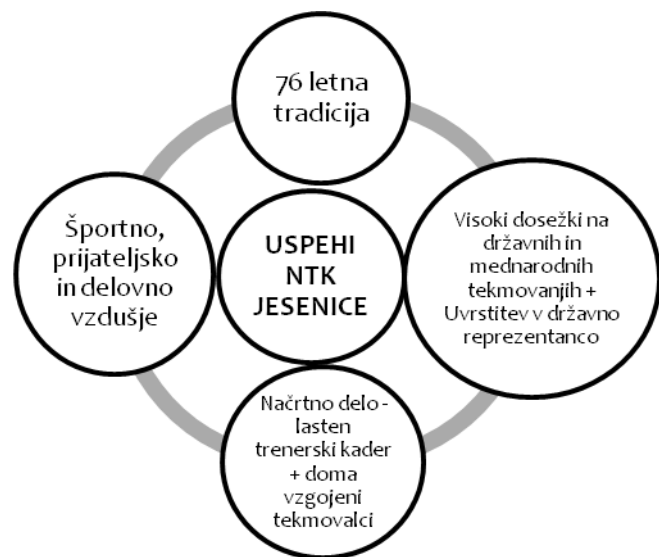 76 letna
tradicija
Športno,
prijateljsko
in delovno
vzdušje
USPEHI
NTK
JESENICE
Visoki dosežki na
državnih in
mednarodnih
tekmovanjih +
Uvrstitev v državno
reprezentanco
Načrtno delo -
lasten
trenerski kader
+ doma
vzgojeni
tekmovalci